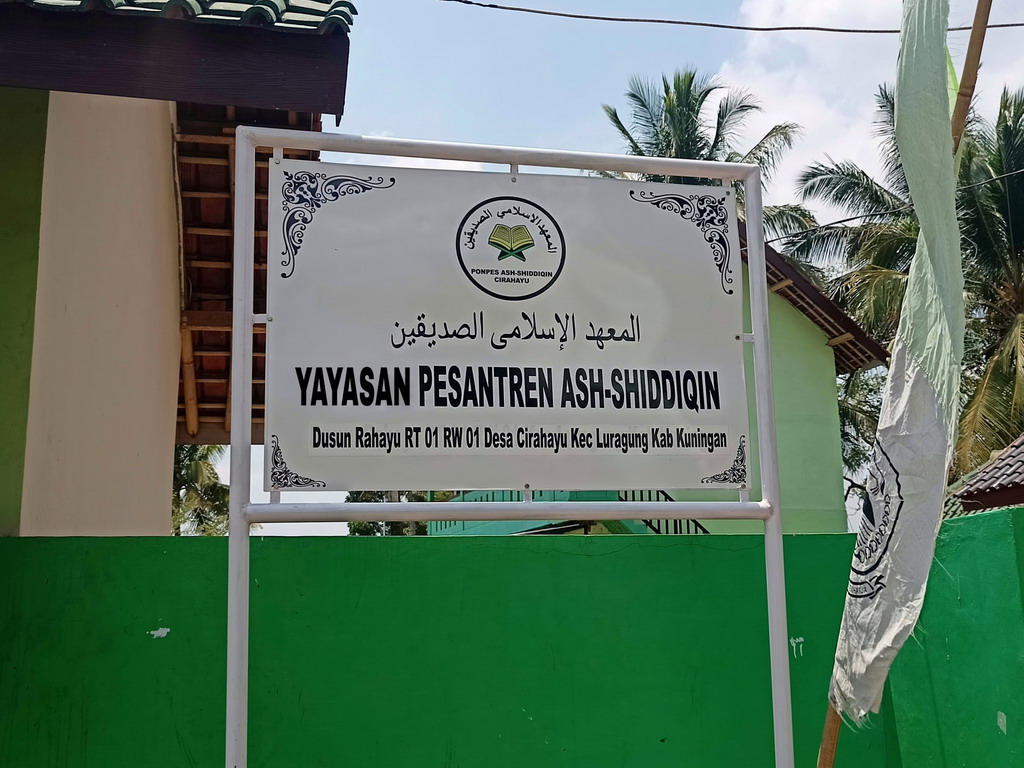 المعهد الإسلامي الصديقين
PONPES ASH-SHIDDIQIN
CIRAHAYU
المعهد الإسلامى الصديقين
YAYASAN PESANTREN ASH-SHIDDIQIN
Dusun Rahayu RT 01 RW 01 Desa Cirahayu Kec Luragung Kab Kuningan